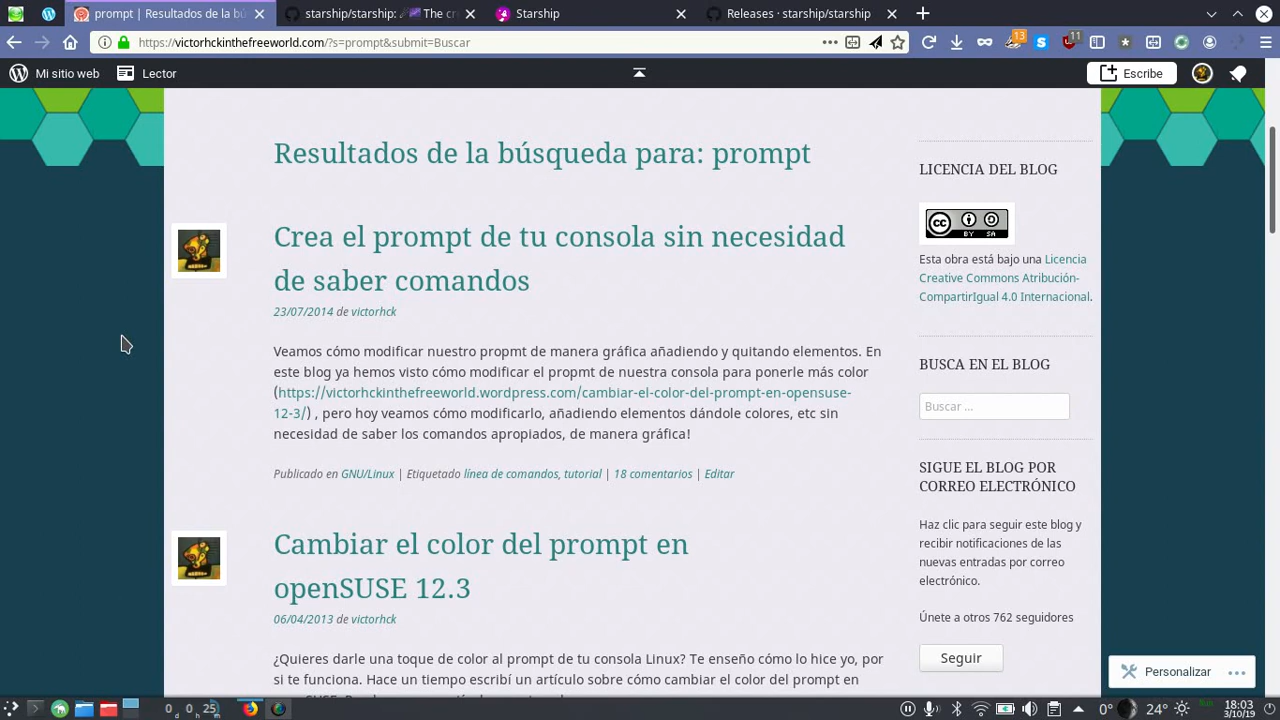 prompt | Resultados de la bú
starship/starship: ☄🌌️ The cr
Starship
Releases · starship/starship
https://victorhckinthefreeworld.com/?s=prompt&submit=Buscar
13
11
Mi sitio web
Lector
Escribe
Resultados de la búsqueda para: prompt
Crea el prompt de tu consola sin necesidad
de saber comandos
23/07/2014 de victorhck
Veamos cómo modificar nuestro propmt de manera gráfica añadiendo y quitando elementos. En
este blog ya hemos visto cómo modificar el propmt de nuestra consola para ponerle más color
(https://victorhckinthefreeworld.wordpress.com/cambiar-el-color-del-prompt-en-opensuse-
12-3/) , pero hoy veamos cómo modificarlo, añadiendo elementos dándole colores, etc sin
necesidad de saber los comandos apropiados, de manera gráfica!
Publicado en GNU/Linux | Etiquetado línea de comandos, tutorial | 18 comentarios | Editar
Cambiar el color del prompt en
openSUSE 12.3
06/04/2013 de victorhck
¿Quieres darle una toque de color al prompt de tu consola Linux? Te enseño cómo lo hice yo, por
si te funciona. Hace un tiempo escribí un artículo sobre cómo cambiar el color del prompt en
LICENCIA DEL BLOG
CC BY SA
Esta obra está bajo una Licencia
Creative Commons Atribución-
CompartirIgual 4.0 Internacional.
BUSCA EN EL BLOG
Buscar ...
SIGUE EL BLOG POR
CORREO ELECTRÓNICO
Haz clic para seguir este blog y
recibir notificaciones de las
nuevas entradas por correo
electrónico.
Únete a otros 762 seguidores
Seguir
Personalizar
0 , 0 , 25
0°
24°
18:03
3/10/19